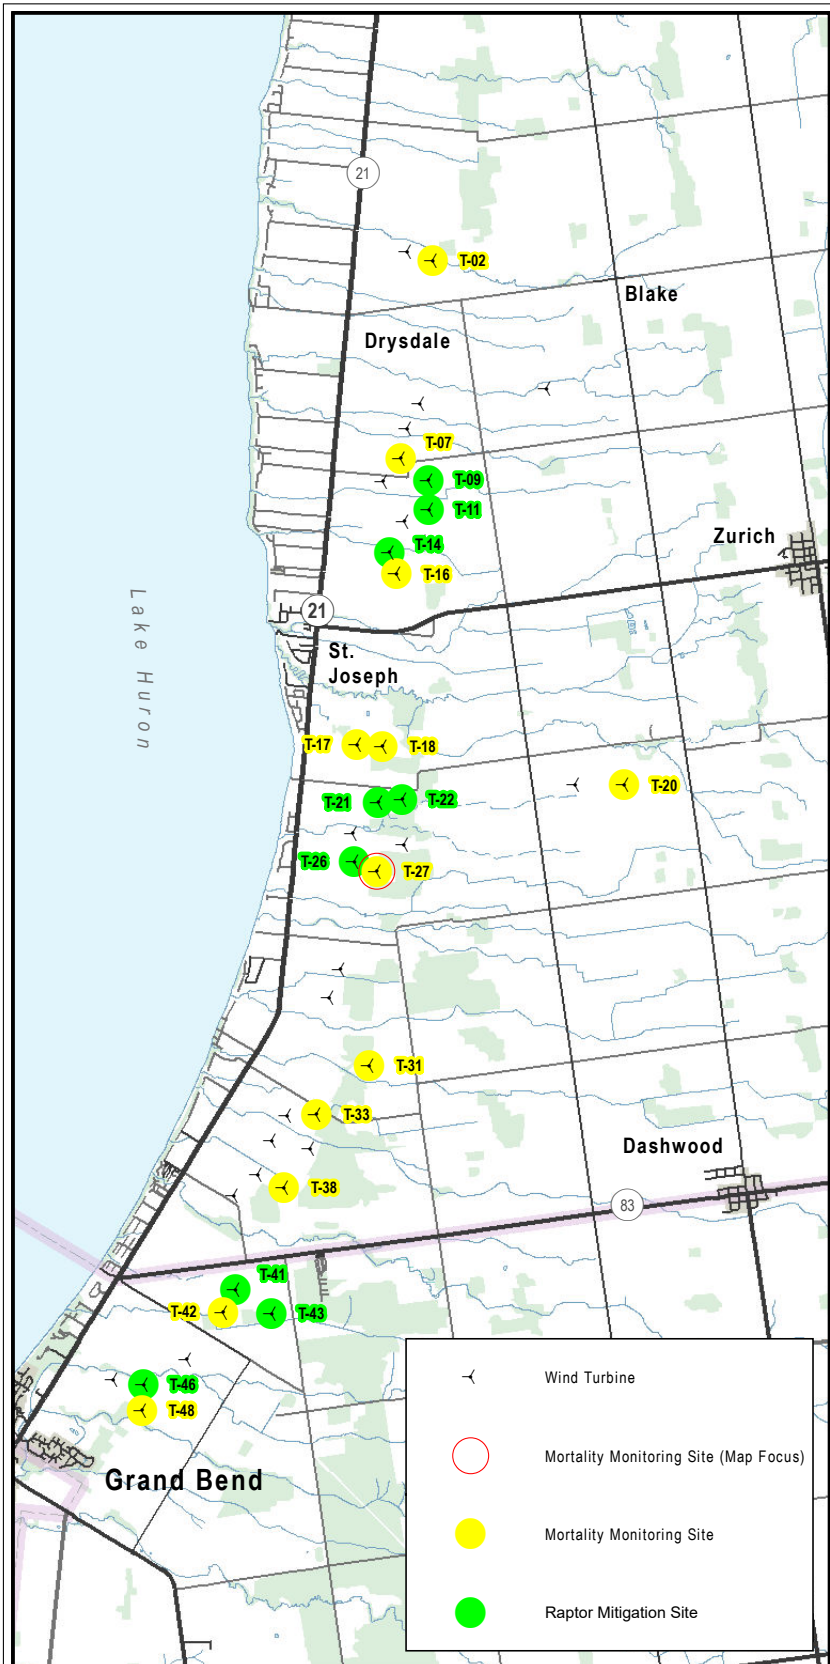 21
T-02
Blake
Drysdale
T-07
T-09
T-11
Zurich
T-14
T-16
21
Lake Huron
St.
Joseph
T-17
T-18
T-20
T-21
T-22
T-26
T-27
T-31
T-33
Dashwood
T-38
83
T-41
T-42
T-43
T-46
T-48
Grand Bend
Wind Turbine
Mortality Monitoring Site (Map Focus)
Mortality Monitoring Site
Raptor Mitigation Site